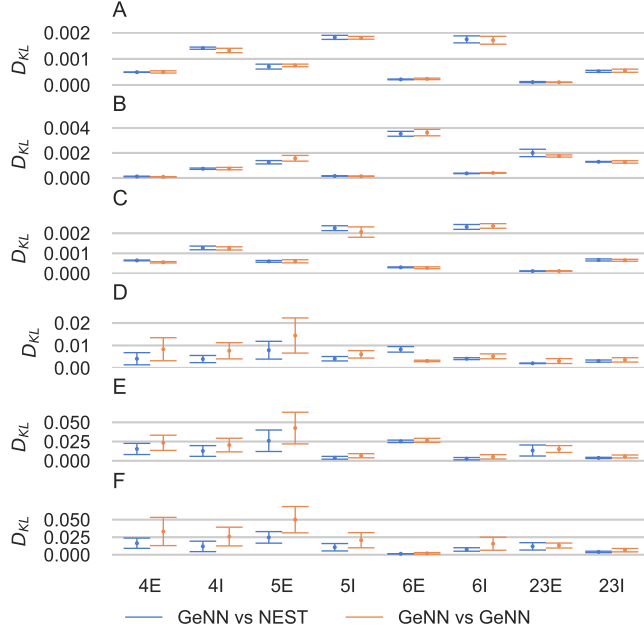 A
0.002
0.001
0.000
D_KL
B
0.004
0.002
0.000
D_KL
C
0.002
0.001
0.000
D_KL
D
0.02
0.01
0.00
D_KL
E
0.050
0.025
0.000
D_KL
F
0.050
0.025
0.000
D_KL
4E 4I 5E 5I 6E 6I 23E 23I
GeNN vs NEST GeNN vs GeNN